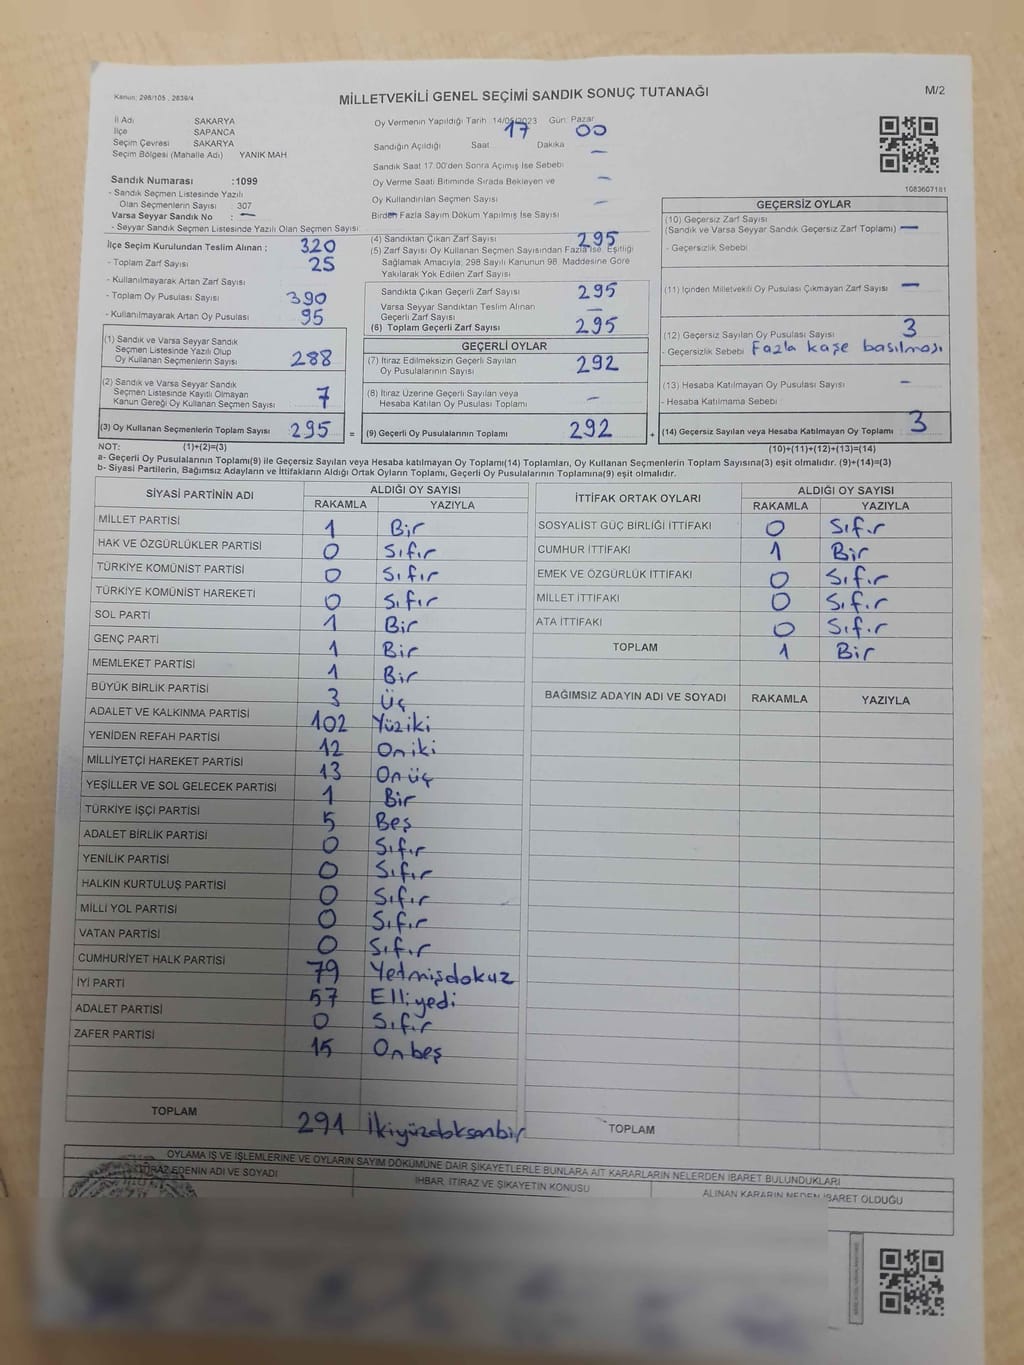 Kanun: 298/105 , 2839/4
MİLLETVEKİLİ GENEL SEÇİMİ SANDIK SONUÇ TUTANAĞI
M/2
İl Adı SAKARYA
İlçe SAPANCA
Seçim Çevresi SAKARYA
Seçim Bölgesi (Mahalle Adı) YANIK MAH
Oy Vermenin Yapıldığı Tarih 14/05/2023 Gün: Pazar
Sandığın Açıldığı Saat 17 Dakika 00
Sandık Saat 17.00'den Sonra Açımış İse Sebebi —
Oy Verme Saati Bitiminde Sırada Bekleyen ve
Oy Kullandırılan Seçmen Sayısı —
Birden Fazla Sayım Döküm Yapılmış İse Sayısı —
1083607181
Sandık Numarası :1099
- Sandık Seçmen Listesinde Yazılı
Olan Seçmenlerin Sayısı : 307
Varsa Seyyar Sandık No : —
- Seyyar Sandık Seçmen Listesinde Yazılı Olan Seçmen Sayısı
İlçe Seçim Kurulundan Teslim Alınan ;
- Toplam Zarf Sayısı 320
- Kullanılmayarak Artan Zarf Sayısı 25
- Toplam Oy Pusulası Sayısı 390
- Kullanılmayarak Artan Oy Pusulası 95
(1) Sandık ve Varsa Seyyar Sandık
Seçmen Listesinde Yazılı Olup
Oy Kullanan Seçmenlerin Sayısı 288
(2) Sandık ve Varsa Seyyar Sandık
Seçmen Listesinde Kayıtlı Olmayan
Kanun Gereği Oy Kullanan Seçmen Sayısı 7
(3) Oy Kullanan Seçmenlerin Toplam Sayısı 295 =
(4) Sandıktan Çıkan Zarf Sayısı 295
(5) Zarf Sayısı Oy Kullanan Seçmen Sayısından Fazla İse, Eşitliği
Sağlamak Amacıyla, 298 Sayılı Kanunun 98. Maddesine Göre
Yakılarak Yok Edilen Zarf Sayısı
Sandıkta Çıkan Geçerli Zarf Sayısı 295
Varsa Seyyar Sandıktan Teslim Alınan
Geçerli Zarf Sayısı —
(6) Toplam Geçerli Zarf Sayısı 295
GEÇERLİ OYLAR
(7) İtiraz Edilmeksizin Geçerli Sayılan
Oy Pusulalarının Sayısı 292
(8) İtiraz Üzerine Geçerli Sayılan veya
Hesaba Katılan Oy Pusulası Toplamı —
(9) Geçerli Oy Pusulalarının Toplamı 292 +
GEÇERSİZ OYLAR
(10) Geçersiz Zarf Sayısı
(Sandık ve Varsa Seyyar Sandık Geçersiz Zarf Toplamı) —
- Geçersizlik Sebebi
(11) İçinden Milletvekili Oy Pusulası Çıkmayan Zarf Sayısı —
(12) Geçersiz Sayılan Oy Pusulası Sayısı 3
- Geçersizlik Sebebi Fazla kaşe basılması
(13) Hesaba Katılmayan Oy Pusulası Sayısı —
- Hesaba Katılmama Sebebi
(14) Geçersiz Sayılan veya Hesaba Katılmayan Oy Toplamı 3
NOT: (1)+(2)=(3) (10)+(11)+(12)+(13)=(14)
a- Geçerli Oy Pusulalarının Toplamı(9) ile Geçersiz Sayılan veya Hesaba katılmayan Oy Toplamı(14) Toplamları, Oy Kullanan Seçmenlerin Toplam Sayısına(3) eşit olmalıdır. (9)+(14)=(3)
b- Siyasi Partilerin, Bağımsız Adayların ve İttifakların Aldığı Ortak Oyların Toplamı, Geçerli Oy Pusulalarının Toplamına(9) eşit olmalıdır.
SİYASİ PARTİNİN ADI ALDIĞI OY SAYISI
RAKAMLA YAZIYLA
MİLLET PARTİSİ 1 Bir
HAK VE ÖZGÜRLÜKLER PARTİSİ 0 Sıfır
TÜRKİYE KOMÜNİST PARTİSİ 0 Sıfır
TÜRKİYE KOMÜNİST HAREKETİ 0 Sıfır
SOL PARTİ 1 Bir
GENÇ PARTİ 1 Bir
MEMLEKET PARTİSİ 1 Bir
BÜYÜK BİRLİK PARTİSİ 3 Üç
ADALET VE KALKINMA PARTİSİ 102 Yüziki
YENİDEN REFAH PARTİSİ 12 Oniki
MİLLİYETÇİ HAREKET PARTİSİ 13 Onüç
YEŞİLLER VE SOL GELECEK PARTİSİ 1 Bir
TÜRKİYE İŞÇİ PARTİSİ 5 Beş
ADALET BİRLİK PARTİSİ 0 Sıfır
YENİLİK PARTİSİ 0 Sıfır
HALKIN KURTULUŞ PARTİSİ 0 Sıfır
MİLLİ YOL PARTİSİ 0 Sıfır
VATAN PARTİSİ 0 Sıfır
CUMHURİYET HALK PARTİSİ 79 Yetmişdokuz
İYİ PARTİ 57 Elliyedi
ADALET PARTİSİ 0 Sıfır
ZAFER PARTİSİ 15 Onbeş
TOPLAM 291 İkiyüzdoksanbir
İTTİFAK ORTAK OYLARI ALDIĞI OY SAYISI
RAKAMLA YAZIYLA
SOSYALİST GÜÇ BİRLİĞİ İTTİFAKI 0 Sıfır
CUMHUR İTTİFAKI 1 Bir
EMEK VE ÖZGÜRLÜK İTTİFAKI 0 Sıfır
MİLLET İTTİFAKI 0 Sıfır
ATA İTTİFAKI 0 Sıfır
TOPLAM 1 Bir
BAĞIMSIZ ADAYIN ADI VE SOYADI RAKAMLA YAZIYLA
TOPLAM
OYLAMA İŞ VE İŞLEMLERİNE VE OYLARIN SAYIM DÖKÜMÜNE DAİR ŞİKAYETLERLE BUNLARA AİT KARARLARIN NELERDEN İBARET BULUNDUKLARI
İTİRAZ EDENİN ADI VE SOYADI
İHBAR, İTİRAZ VE ŞİKAYETİN KONUSU
ALINAN KARARIN NEDEN İBARET OLDUĞU